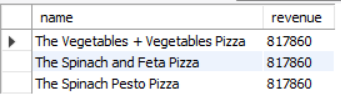 name revenue
The Vegetables + Vegetables Pizza 817860
The Spinach and Feta Pizza 817860
The Spinach Pesto Pizza 817860